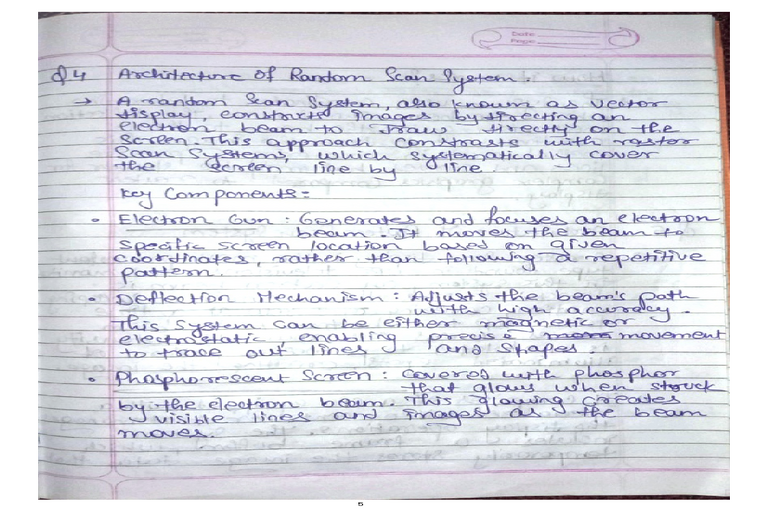 Q4 Architecture of Random Scan System.
→ A random Scan System, also known as vector
display, constructs images by directing an
electron beam to draw directly on the
screen. This approach constrasts with rastor
Scan Systems, which systematically cover
the screen line by line.
Key Components:-
• Electron Gun : Generates and focuses an electron
beam. It moves the beam to
specific screen location based on given
coordinates, rather than following a repetitive
pattern.
• Deflection Mechanism : Adjusts the beam's path
with high accuracy.
This system can be either magnetic or
electrostatic, enabling precise movement
to trace out lines and shapes.
• Phosphorescent Screen : Covered with phosphor
that glows when struck
by the electron beam. This glowing creates
visible lines and images as the beam
moves.
5